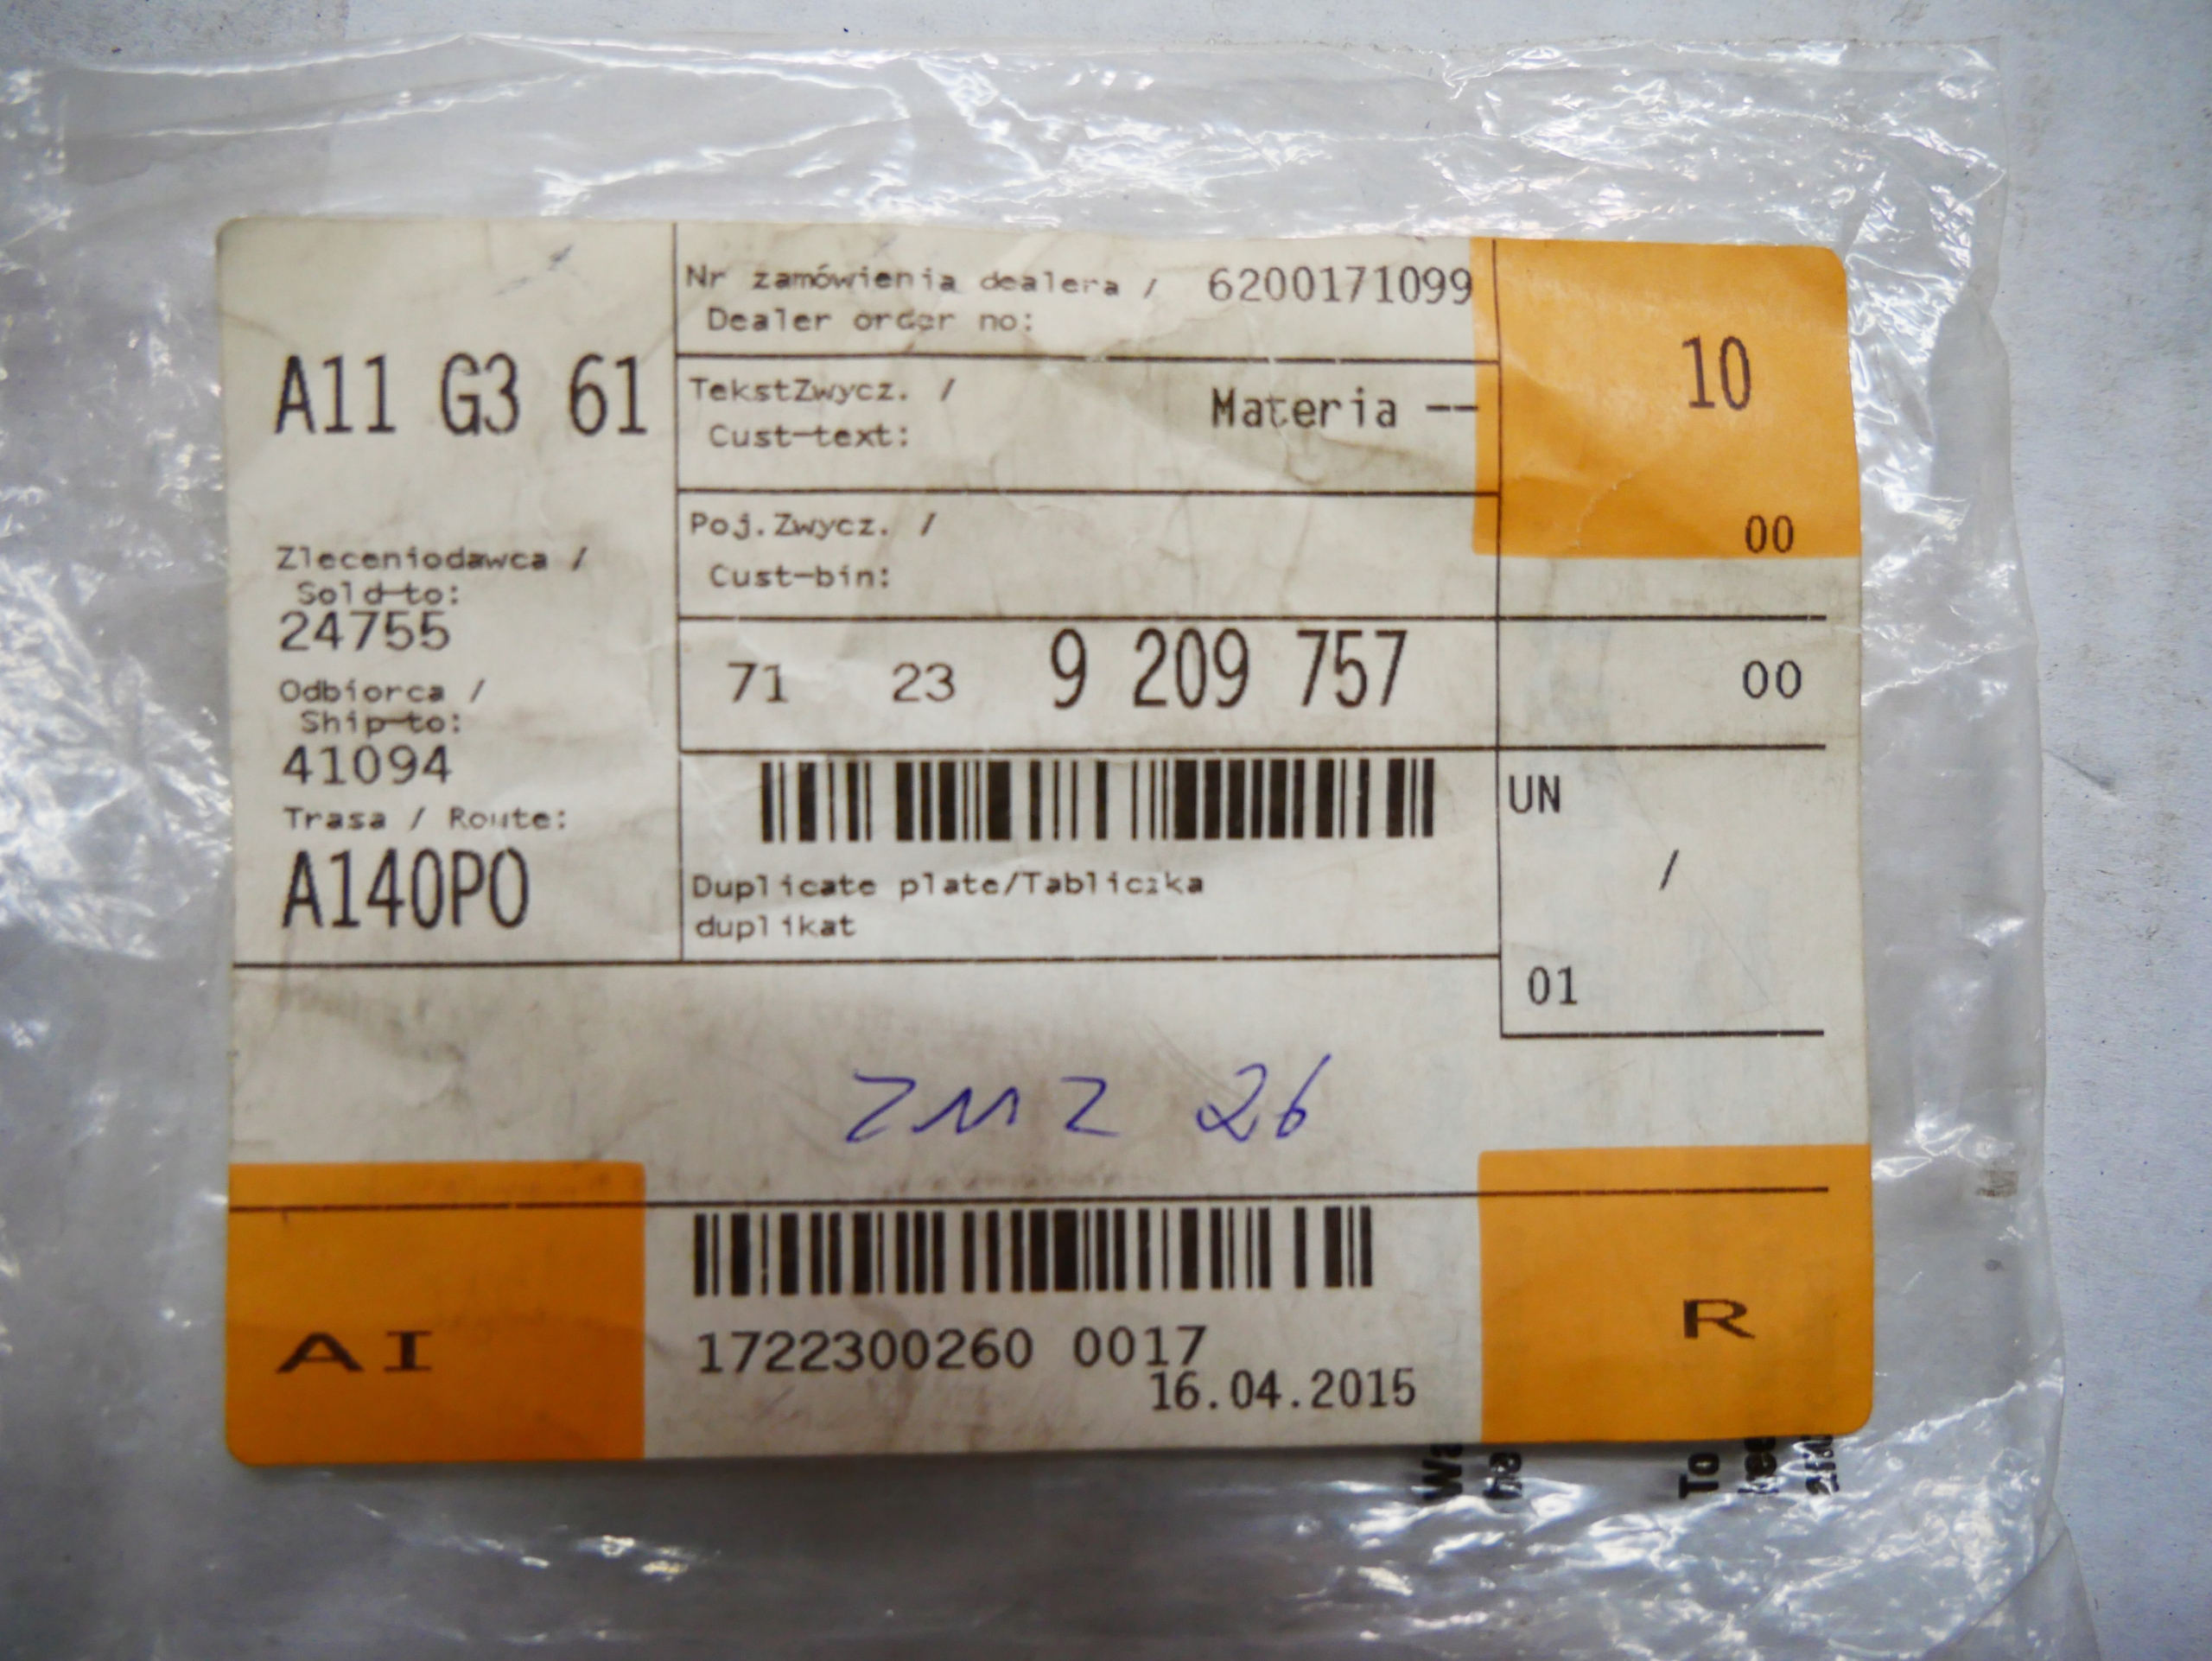 A11 G3 61
Zleceniodawca /
Sold-to:
24755
Odbiorca /
Ship-to:
41094
Trasa / Route:
A140PO
Nr zamówienia dealera / 6200171099
Dealer order no:
TekstZwycz. / Materia --
Cust-text:
Poj.Zwycz. /
Cust-bin:
71 23 9 209 757
Duplicate plate/Tabliczka
duplikat
10
00
00
UN
/
01
ZMZ 26
AI
1722300260 0017
16.04.2015
R
To